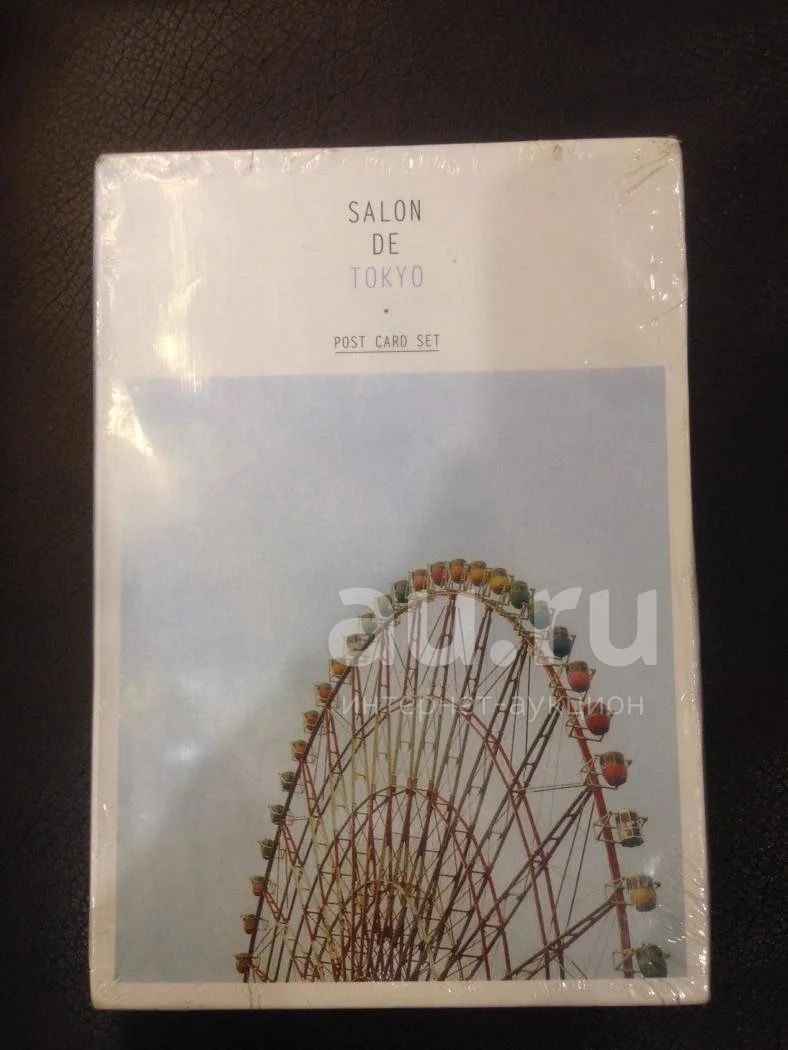 SALON
DE
TOKYO
POST CARD SET
au.ru
интернет-аукцион